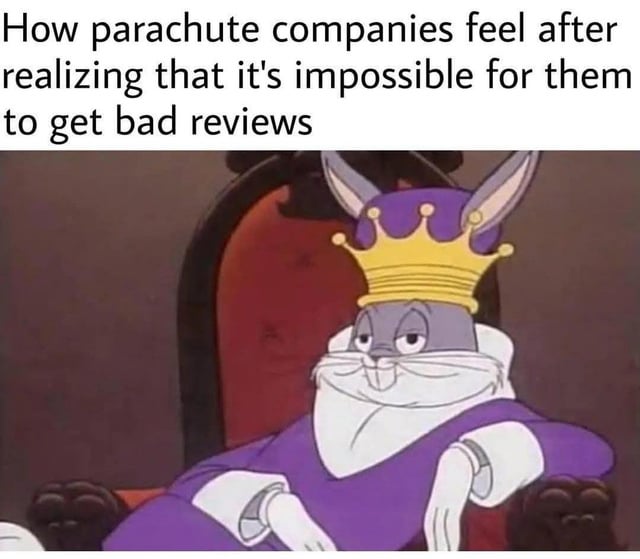 How parachute companies feel after
realizing that it's impossible for them
to get bad reviews